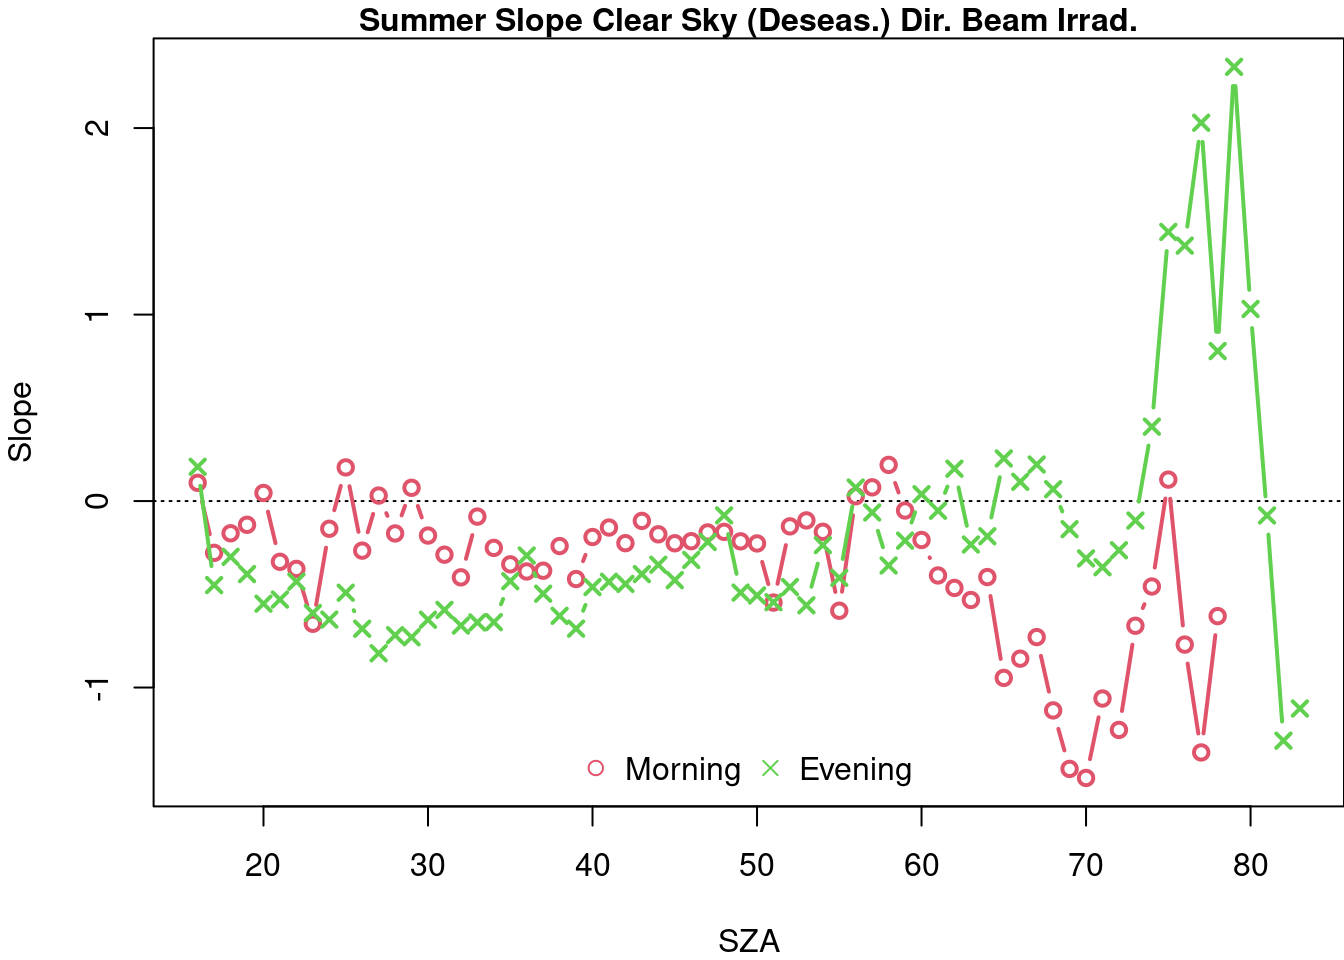 Summer Slope Clear Sky (Deseas.) Dir. Beam Irrad.
Slope
2
1
0
-1
Morning Evening
20 30 40 50 60 70 80
SZA